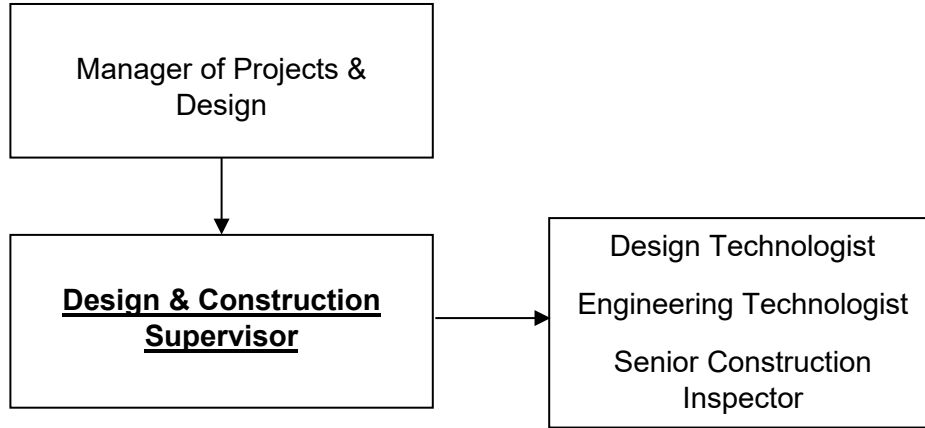 Manager of Projects &
Design
Design & Construction
Supervisor
Design Technologist
Engineering Technologist
Senior Construction
Inspector